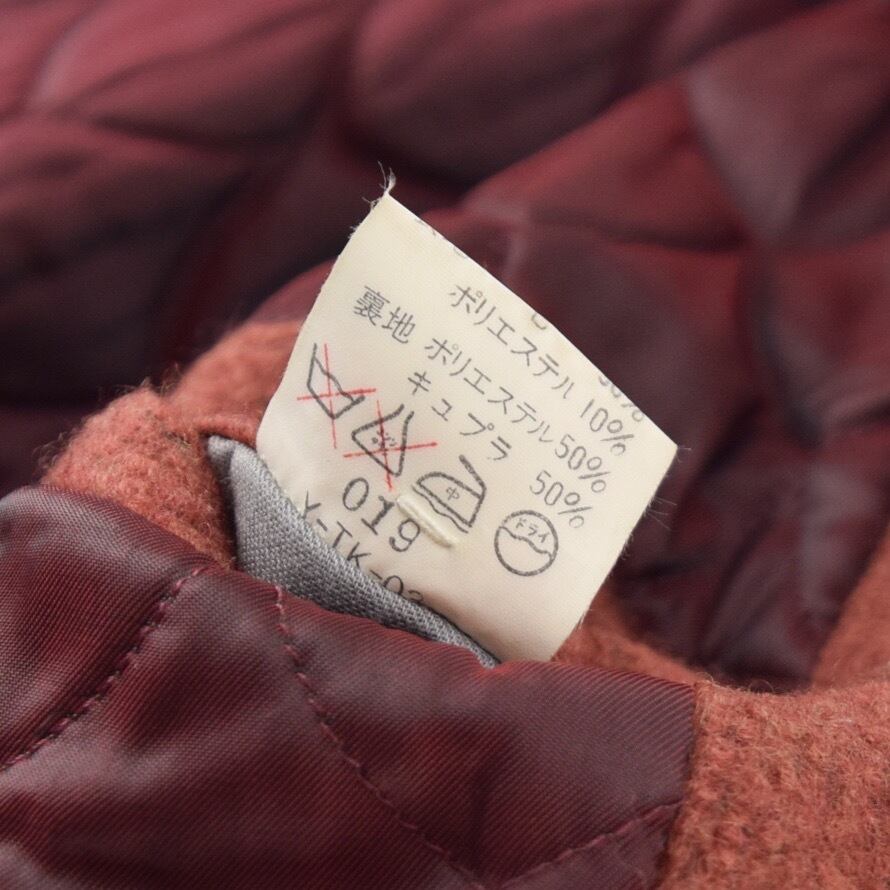 ポリエステル 10%
裏地 ポリエステル 50%
キュプラ 50%
中
ドライ
019